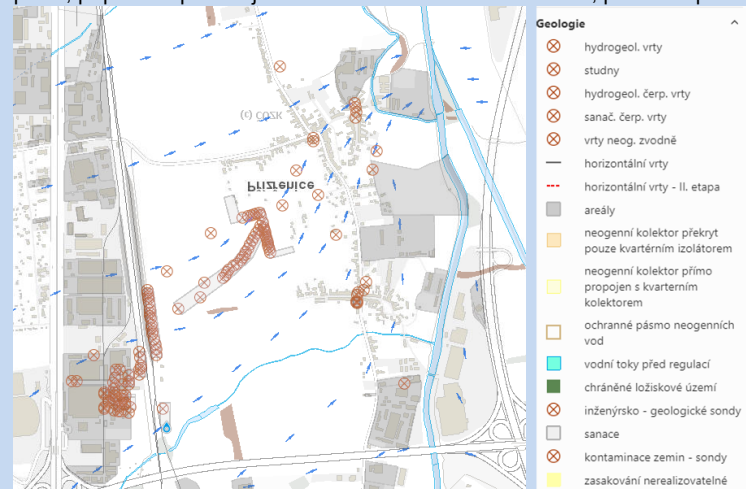 Geologie
hydrogeol. vrty
studny
hydrogeol. čerp. vrty
sanač. čerp. vrty
vrty neog. zvodně
horizontální vrty
horizontální vrty - II. etapa
areály
neogenní kolektor překryt
pouze kvartérním izolátorem
neogenní kolektor přímo
propojen s kvarterním
kolektorem
ochranné pásmo neogenních
vod
vodní toky před regulací
chráněné ložiskové území
inženýrsko - geologické sondy
sanace
kontaminace zemin - sondy
zasakování nerealizovatelné
(c) ČÚZK
Přízřenice